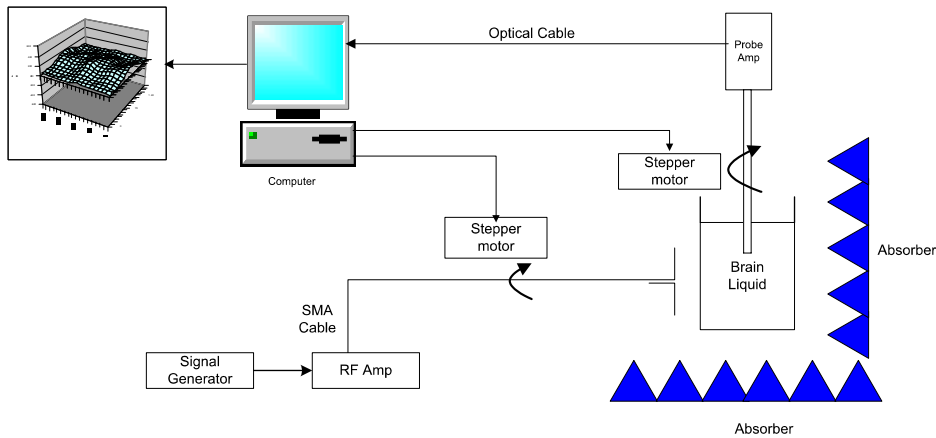 Optical Cable
Probe
Amp
Computer
Stepper
motor
Stepper
motor
Brain
Liquid
Absorber
SMA
Cable
Signal
Generator
RF Amp
Absorber